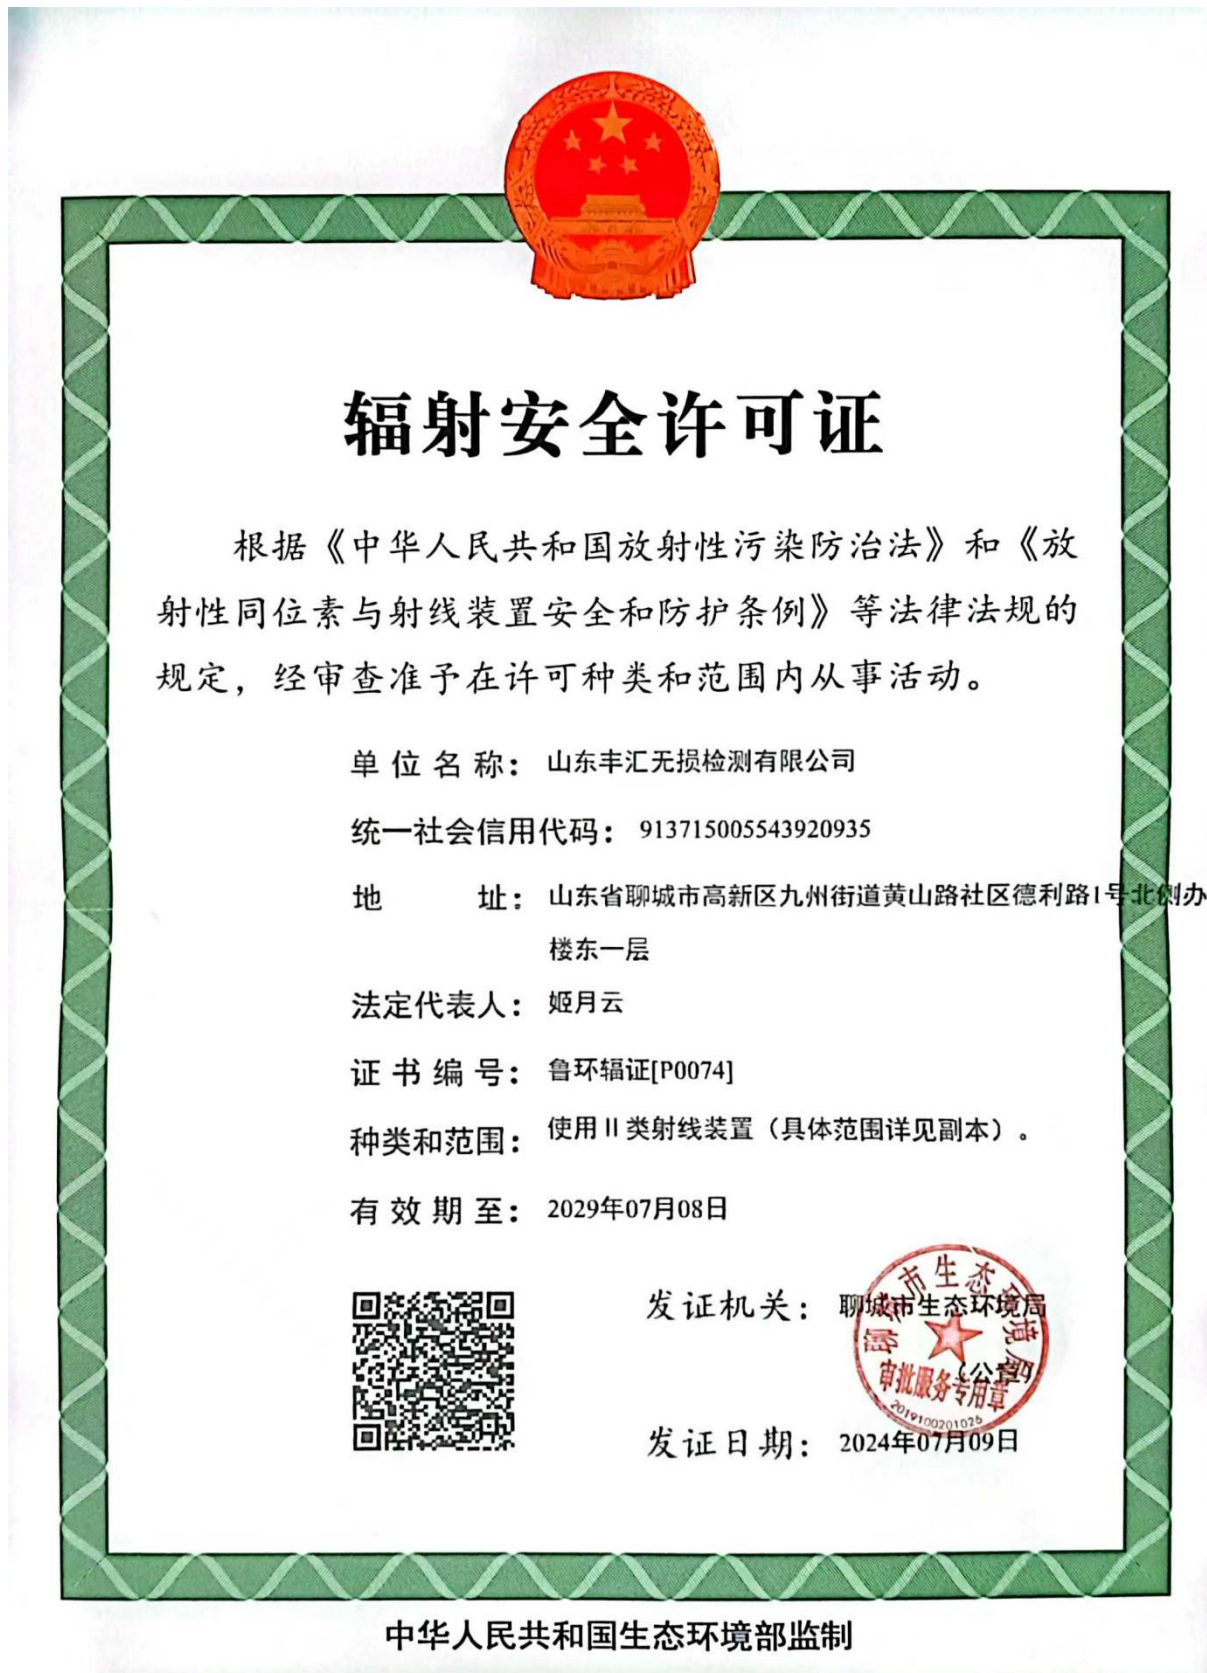 辐射安全许可证
根据《中华人民共和国放射性污染防治法》和《放
射性同位素与射线装置安全和防护条例》等法律法规的
规定，经审查准予在许可种类和范围内从事活动。
单位名称： 山东丰汇无损检测有限公司
统一社会信用代码： 913715005543920935
地 址： 山东省聊城市高新区九州街道黄山路社区德利路1号北侧办
楼东一层
法定代表人： 姬月云
证书编号： 鲁环辐证[P0074]
种类和范围： 使用Ⅱ类射线装置（具体范围详见副本）。
有效期至： 2029年07月08日
发证机关： 聊城市生态环境局
（公章）
聊城市生态环境局
审批服务专用章
2019100201026
发证日期： 2024年07月09日
中华人民共和国生态环境部监制